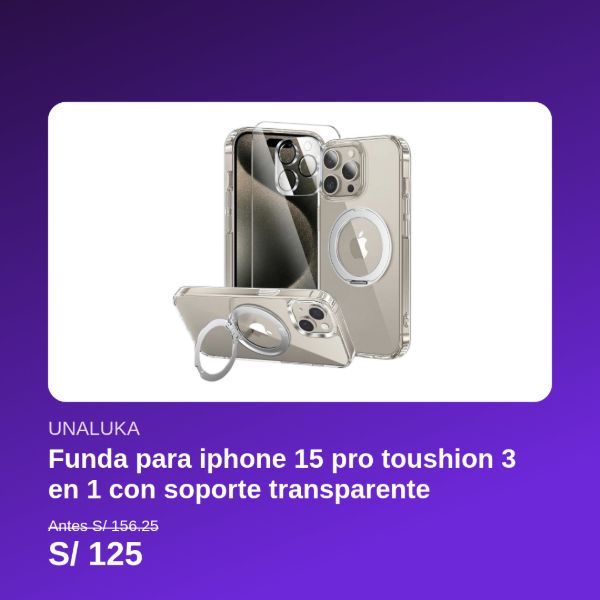 UNALUKA
Funda para iphone 15 pro toushion 3
en 1 con soporte transparente
Antes S/ 156.25
S/ 125